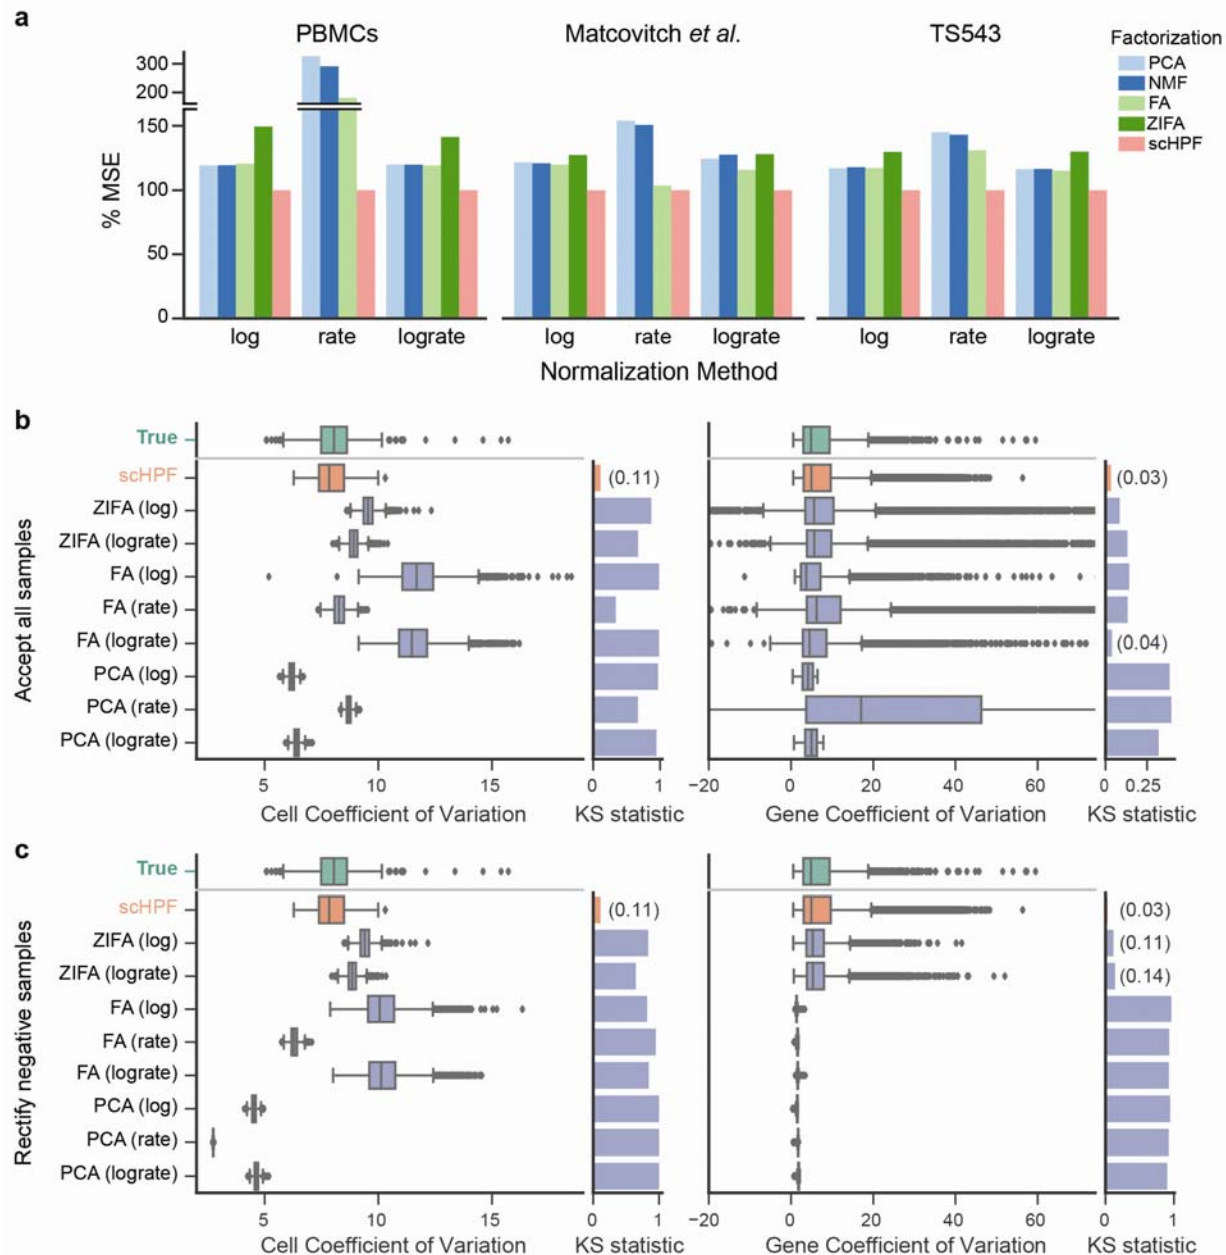 a
PBMCs
Matcovitch et al.
TS543
Factorization
PCA
NMF
FA
ZIFA
scHPF
300
200
150
100
50
0
% MSE
log
rate
lograte
log
rate
lograte
log
rate
lograte
Normalization Method
b
Accept all samples
True
scHPF
ZIFA (log)
ZIFA (lograte)
FA (log)
FA (rate)
FA (lograte)
PCA (log)
PCA (rate)
PCA (lograte)
(0.11)
(0.03)
(0.04)
5
10
15
0
1
−20
0
20
40
60
0
0.25
Cell Coefficient of Variation
KS statistic
Gene Coefficient of Variation
KS statistic
c
Rectify negative samples
True
scHPF
ZIFA (log)
ZIFA (lograte)
FA (log)
FA (rate)
FA (lograte)
PCA (log)
PCA (rate)
PCA (lograte)
(0.11)
(0.03)
(0.11)
(0.14)
5
10
15
0
1
−20
0
20
40
60
0
1
Cell Coefficient of Variation
KS statistic
Gene Coefficient of Variation
KS statistic